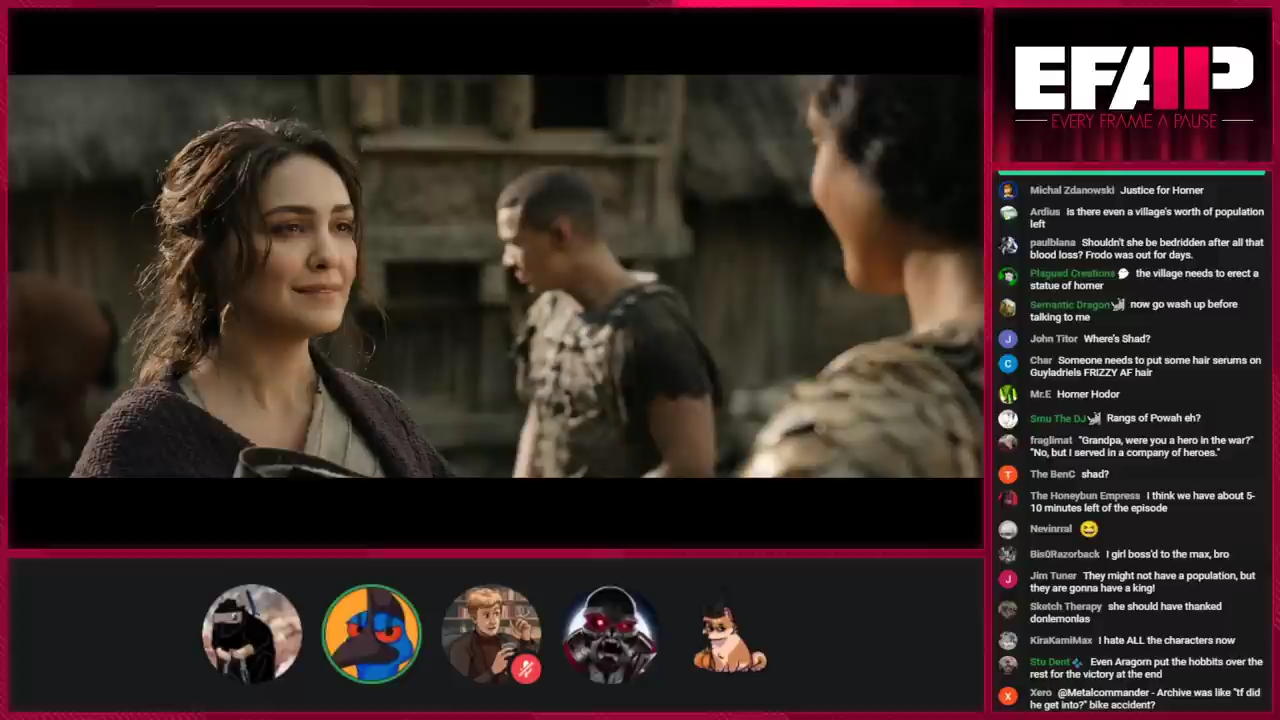 EFAP
EVERY FRAME A PAUSE
Michal Zdanowski Justice for Homer
Ardius is there even a village's worth of population
left
paulblana Shouldn't she be bedridden after all that
blood loss? Frodo was out for days.
Plagued Creations the village needs to erect a
statue of homer
Semantic Dragon now go wash up before
talking to me
J
John Titor Where's Shad?
C
Char Someone needs to put some hair serums on
Guyladriels FRIZZY AF hair
Mr.E Homer Hodor
Smu The DJ Rangs of Powah eh?
fraglimat "Grandpa, were you a hero in the war?"
"No, but I served in a company of heroes."
T
The BenC shad?
The Honeybun Empress I think we have about 5-
10 minutes left of the episode
Nevinrral
Bis0Razorback I girl boss'd to the max, bro
J
Jim Tuner They might not have a population, but
they are gonna have a king!
Sketch Therapy she should have thanked
donlemonlas
KiraKamiMax I hate ALL the characters now
Stu Dent Even Aragorn put the hobbits over the
rest for the victory at the end
X
Xero @Metalcommander - Archive was like "tf did
he get into?" bike accident?